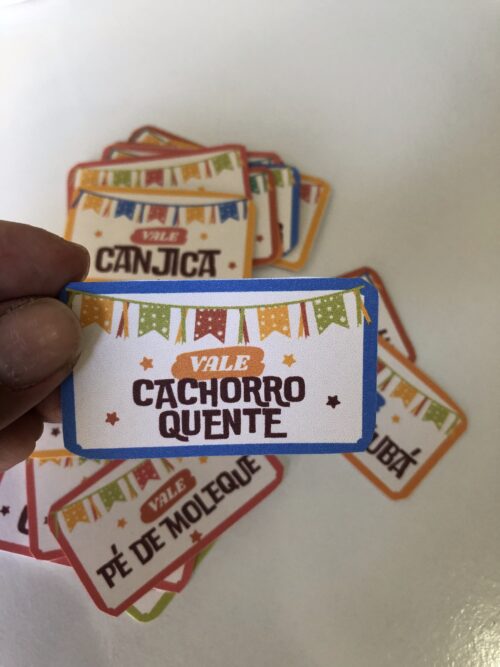 VALE
CANJICA
VALE
CACHORRO
QUENTE
UBÁ
VALE
PÉ DE MOLEQUE